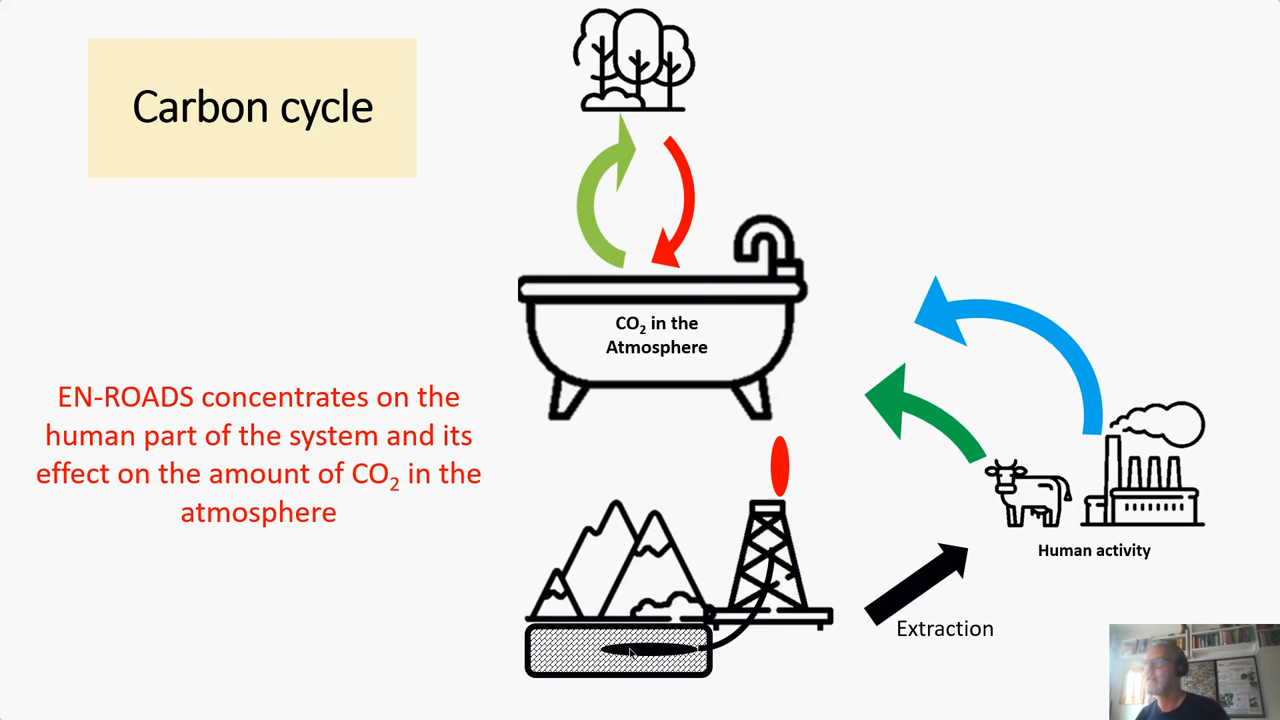 Carbon cycle
CO₂ in the
Atmosphere
EN-ROADS concentrates on the
human part of the system and its
effect on the amount of CO₂ in the
atmosphere
Human activity
Extraction